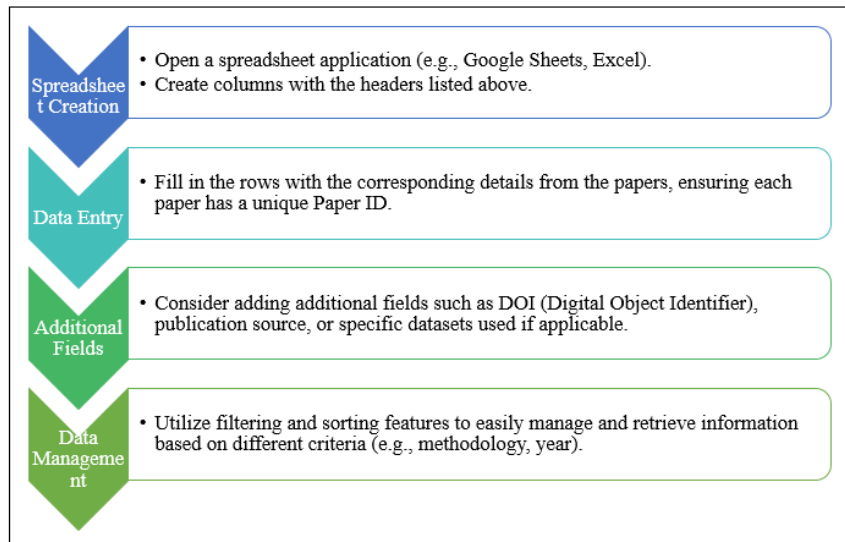 Spreadshee
t Creation
• Open a spreadsheet application (e.g., Google Sheets, Excel).
• Create columns with the headers listed above.
Data Entry
• Fill in the rows with the corresponding details from the papers, ensuring each
paper has a unique Paper ID.
Additional
Fields
• Consider adding additional fields such as DOI (Digital Object Identifier),
publication source, or specific datasets used if applicable.
Data
Manageme
nt
• Utilize filtering and sorting features to easily manage and retrieve information
based on different criteria (e.g., methodology, year).